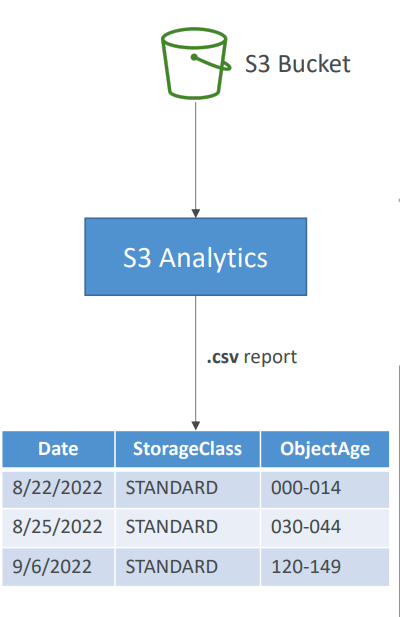 S3 Bucket
S3 Analytics
.csv report
Date StorageClass ObjectAge
8/22/2022 STANDARD 000-014
8/25/2022 STANDARD 030-044
9/6/2022 STANDARD 120-149